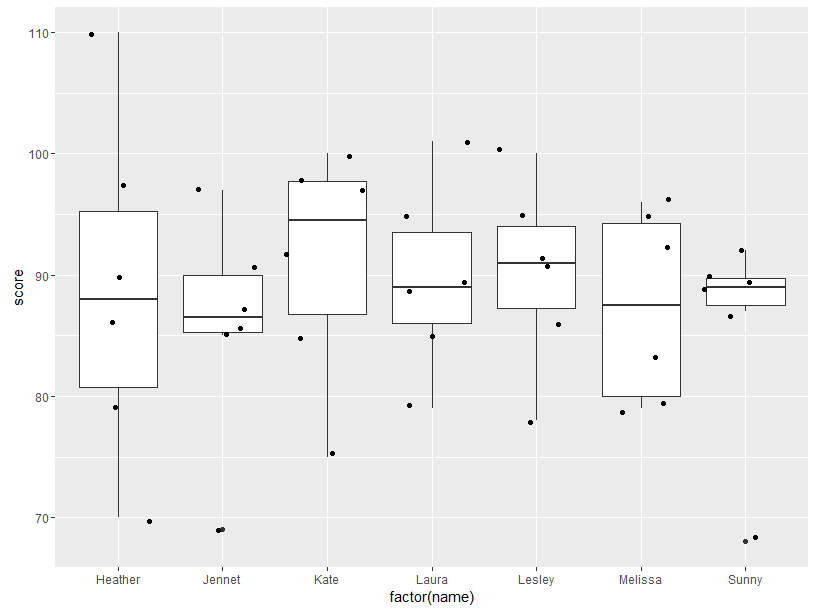 110
100
90
80
70
score
Heather Jennet Kate Laura Lesley Melissa Sunny
factor(name)